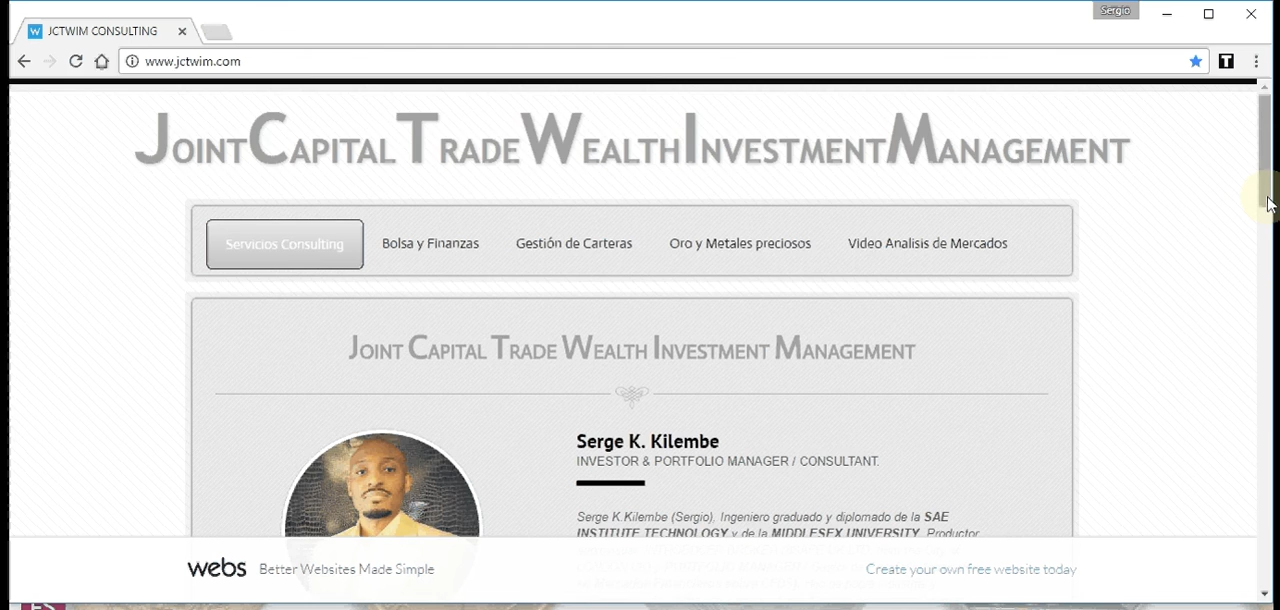 Sergio
JCTWIM CONSULTING
www.jctwim.com
JOINTCAPITALTRADEWEALTHINVESTMENTMANAGEMENT
Servicios Consulting Bolsa y Finanzas Gestión de Carteras Oro y Metales preciosos Video Analisis de Mercados
JOINT CAPITAL TRADE WEALTH INVESTMENT MANAGEMENT
Serge K. Kilembe
INVESTOR & PORTFOLIO MANAGER / CONSULTANT.
Serge K.Kilembe (Sergio), Ingeniero graduado y diplomado de la SAE
INSTITUTE TECHNOLOGY y de la MIDDLESEX UNIVERSITY. Productor
webs Better Websites Made Simple Create your own free website today
ES